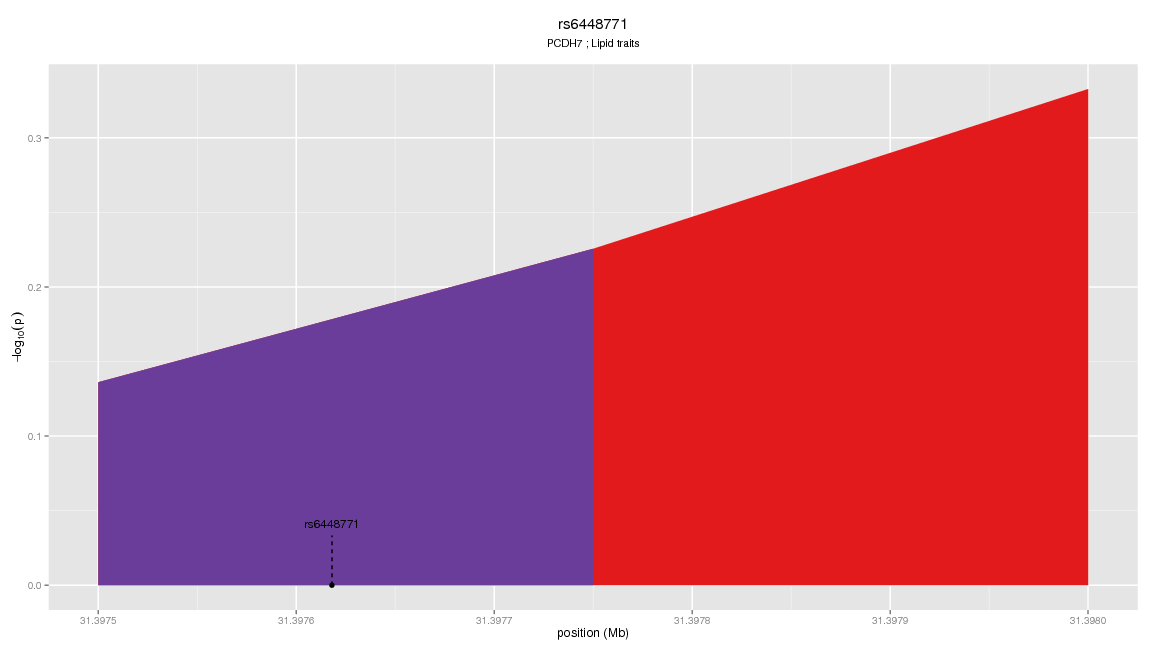 rs6448771
PCDH7 ; Lipid traits
0.3
0.2
0.1
0.0
−log10(p)
rs6448771
31.3975 31.3976 31.3977 31.3978 31.3979 31.3980
position (Mb)